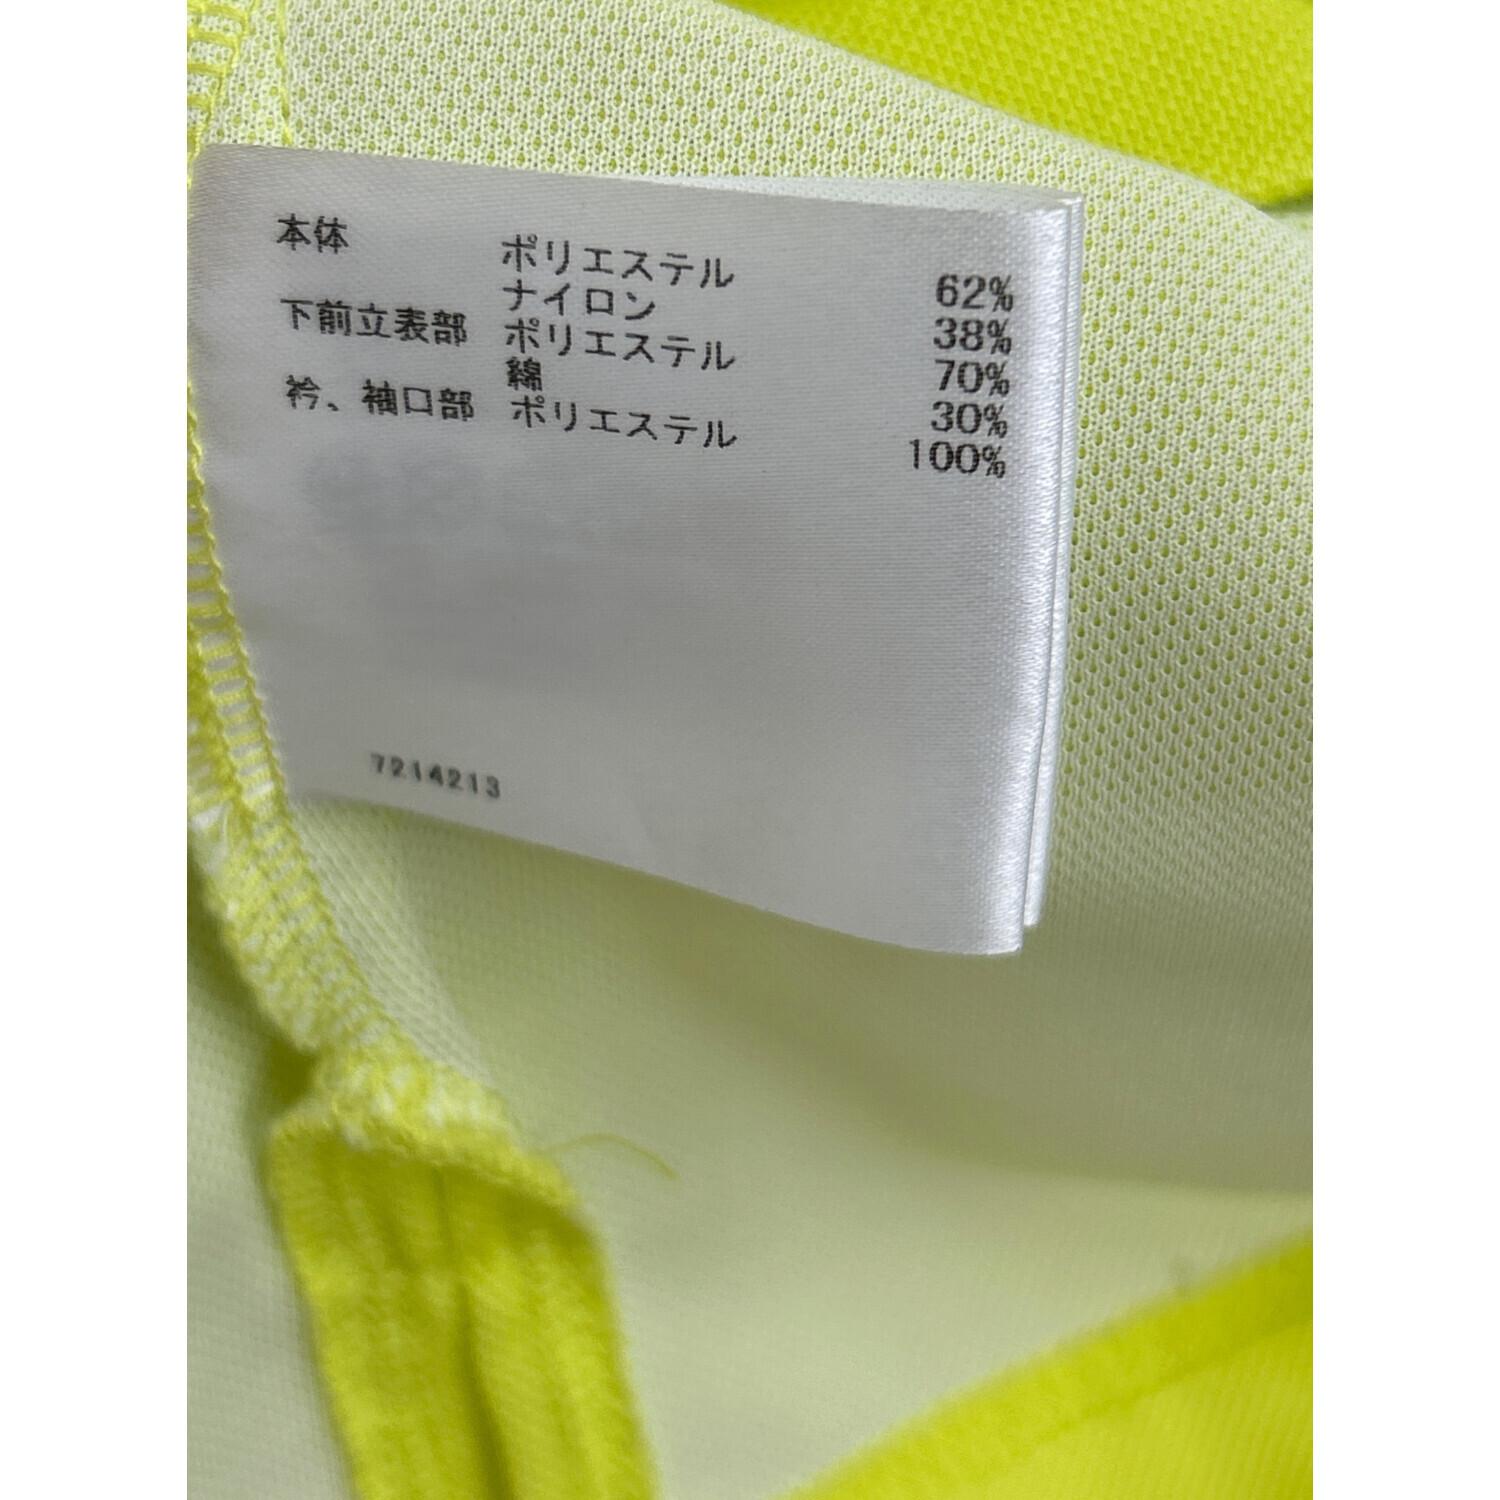 本体 ポリエステル 62%
ナイロン 38%
下前立表部 ポリエステル 70%
綿 30%
衿、袖口部 ポリエステル 100%
7214213